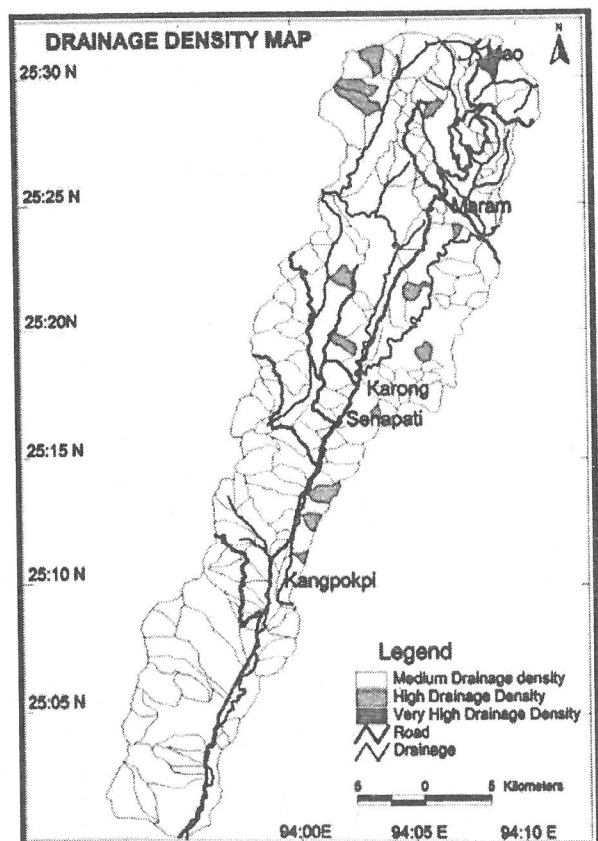 DRAINAGE DENSITY MAP
N
25:30 N
Mao
25:25 N
Maram
25:20N
Karong
Senapati
25:15 N
25:10 N
Kangpokpi
Legend
Medium Drainage density
High Drainage Density
Very High Drainage Density
Road
Drainage
25:05 N
5 0 5 Kilometers
94:00E 94:05 E 94:10 E